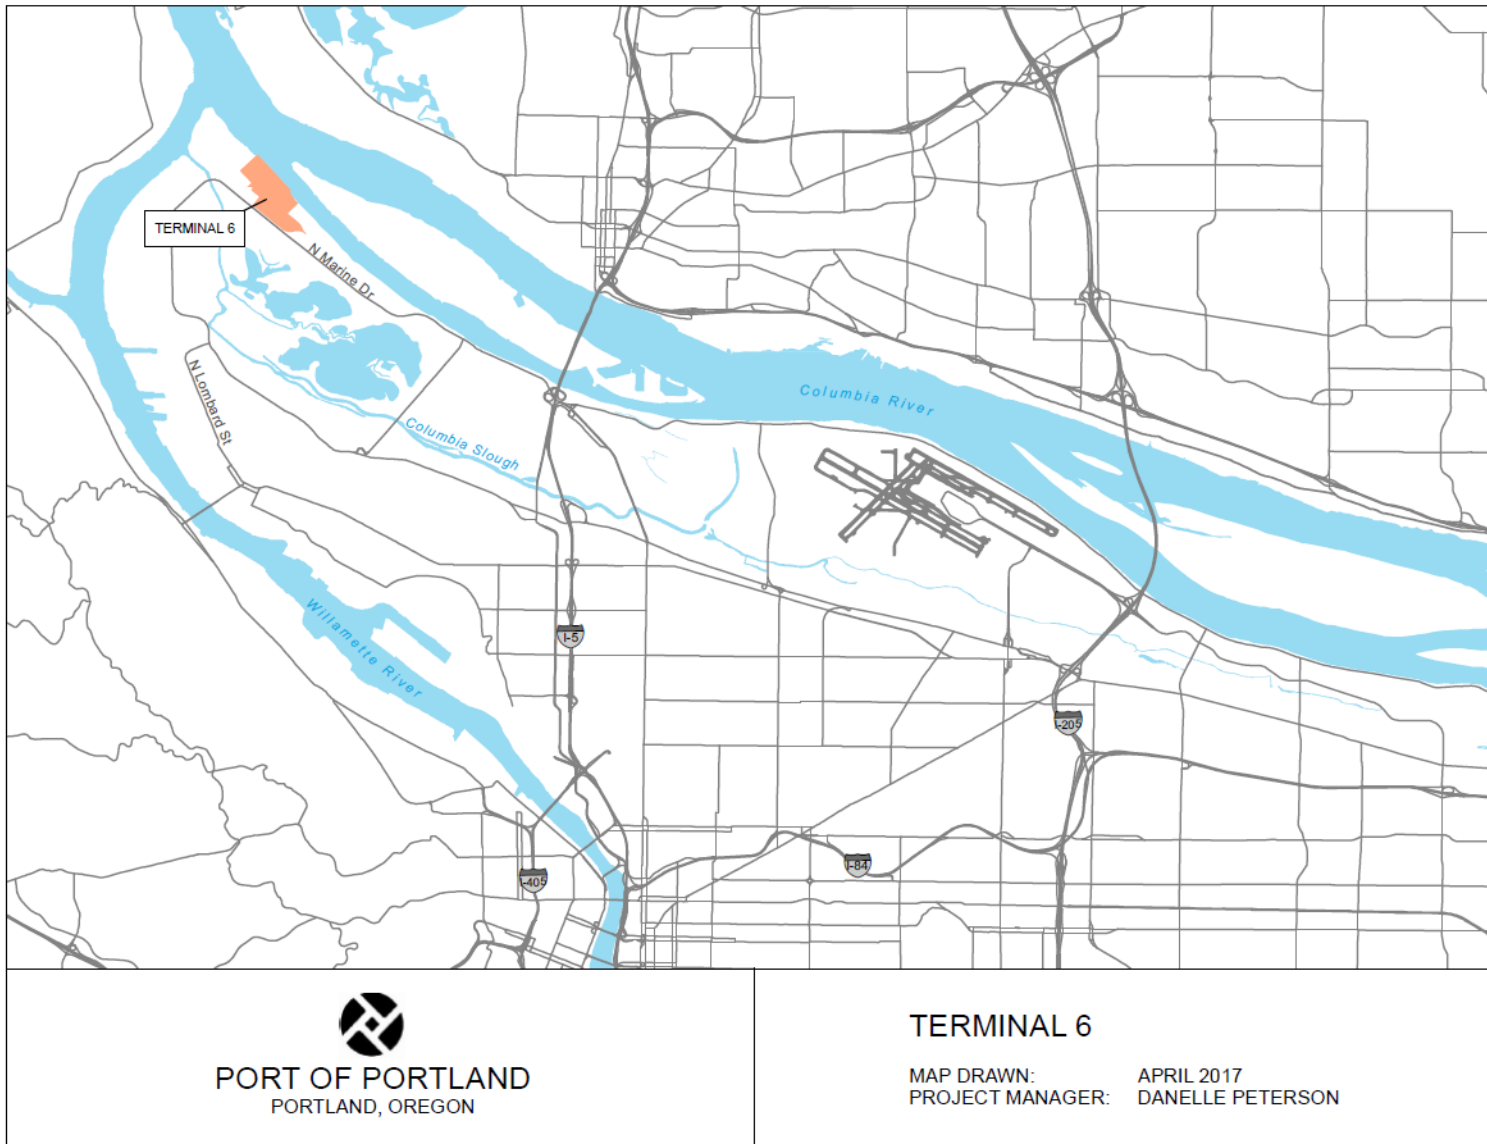 TERMINAL 6
N Marine Dr
N Lombard St
Columbia River
Columbia Slough
Willamette River
I-5
I-205
I-84
I-405
PORT OF PORTLAND
PORTLAND, OREGON
TERMINAL 6
MAP DRAWN: APRIL 2017
PROJECT MANAGER: DANELLE PETERSON